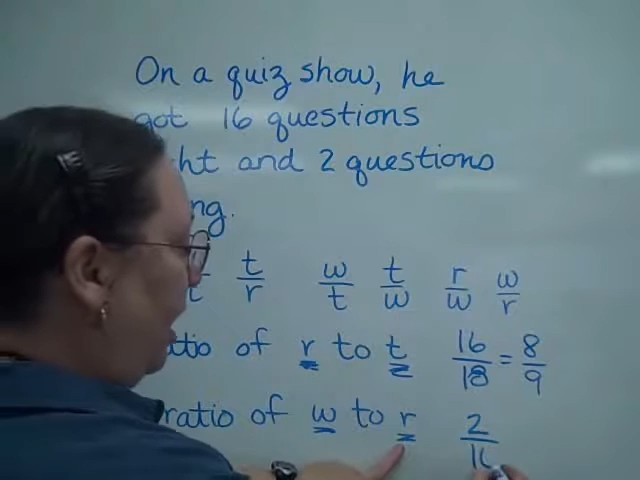 On a quiz show, he
got 16 questions
ht and 2 questions
ng.
t t/r w/t t/w r/w w/r
tio of r to t 16/18 = 8/9
ratio of w to r 2/16